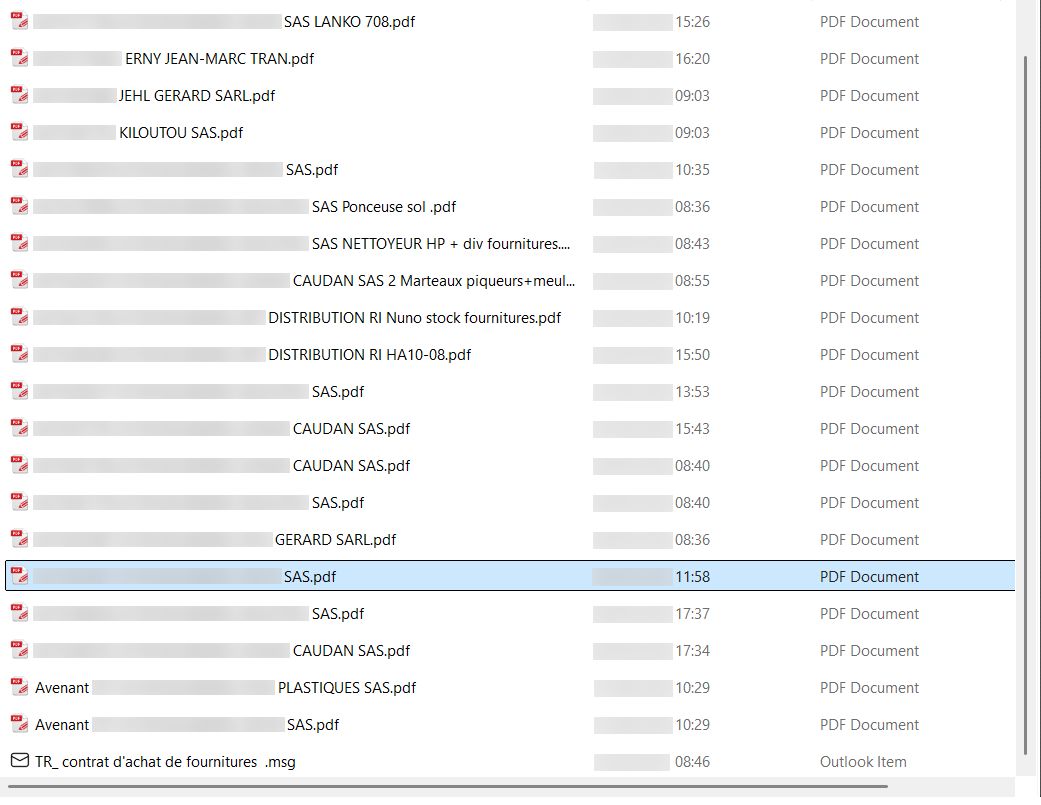 SAS LANKO 708.pdf 15:26 PDF Document
ERNY JEAN-MARC TRAN.pdf 16:20 PDF Document
JEHL GERARD SARL.pdf 09:03 PDF Document
KILOUTOU SAS.pdf 09:03 PDF Document
SAS.pdf 10:35 PDF Document
SAS Ponceuse sol .pdf 08:36 PDF Document
SAS NETTOYEUR HP + div fournitures.... 08:43 PDF Document
CAUDAN SAS 2 Marteaux piqueurs+meul... 08:55 PDF Document
DISTRIBUTION RI Nuno stock fournitures.pdf 10:19 PDF Document
DISTRIBUTION RI HA10-08.pdf 15:50 PDF Document
SAS.pdf 13:53 PDF Document
CAUDAN SAS.pdf 15:43 PDF Document
CAUDAN SAS.pdf 08:40 PDF Document
SAS.pdf 08:40 PDF Document
GERARD SARL.pdf 08:36 PDF Document
SAS.pdf 11:58 PDF Document
SAS.pdf 17:37 PDF Document
CAUDAN SAS.pdf 17:34 PDF Document
Avenant PLASTIQUES SAS.pdf 10:29 PDF Document
Avenant SAS.pdf 10:29 PDF Document
TR_ contrat d'achat de fournitures  .msg 08:46 Outlook Item